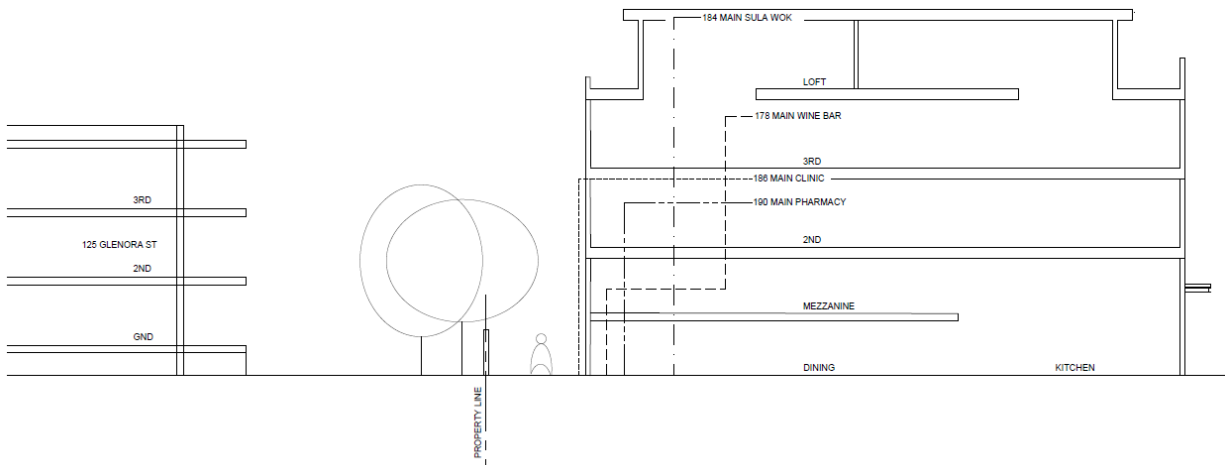 184 MAIN SULA WOK
LOFT
178 MAIN WINE BAR
3RD
186 MAIN CLINIC
3RD
190 MAIN PHARMACY
125 GLENORA ST
2ND
2ND
MEZZANINE
GND
DINING
KITCHEN
PROPERTY LINE